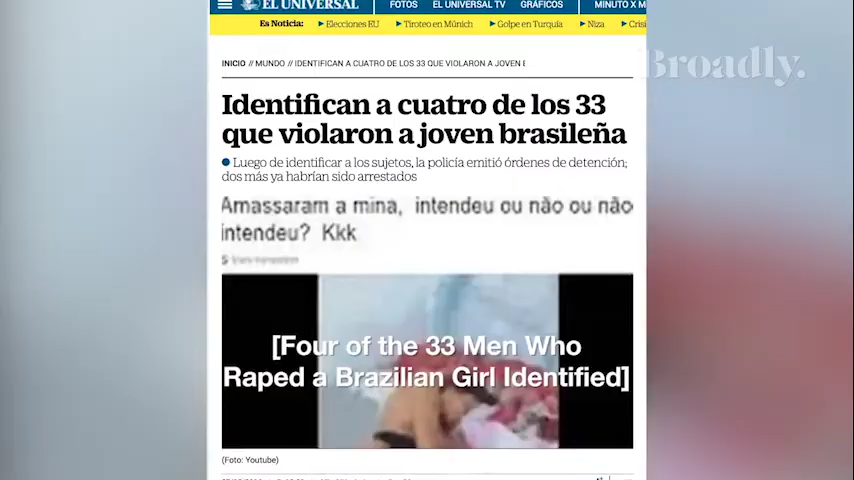 EL UNIVERSAL
FOTOS EL UNIVERSAL TV GRÁFICOS MINUTO X M
Es Noticia: Elecciones EU Tiroteo en Múnich Golpe en Turquía Niza Crisi
Broadly.
INICIO // MUNDO // IDENTIFICAN A CUATRO DE LOS 33 QUE VIOLARON A JOVEN B
Identifican a cuatro de los 33
que violaron a joven brasileña
Luego de identificar a los sujetos, la policía emitió órdenes de detención;
dos más ya habrían sido arrestados
Amassaram a mina, intendeu ou não ou não
intendeu? Kkk
[Four of the 33 Men Who
Raped a Brazilian Girl Identified]
(Foto: Youtube)